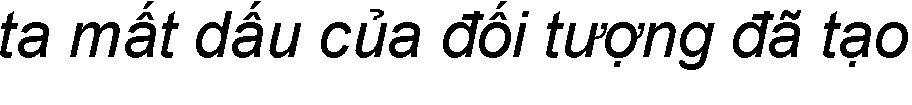 ta mất dấu của đối tượng đã tạo